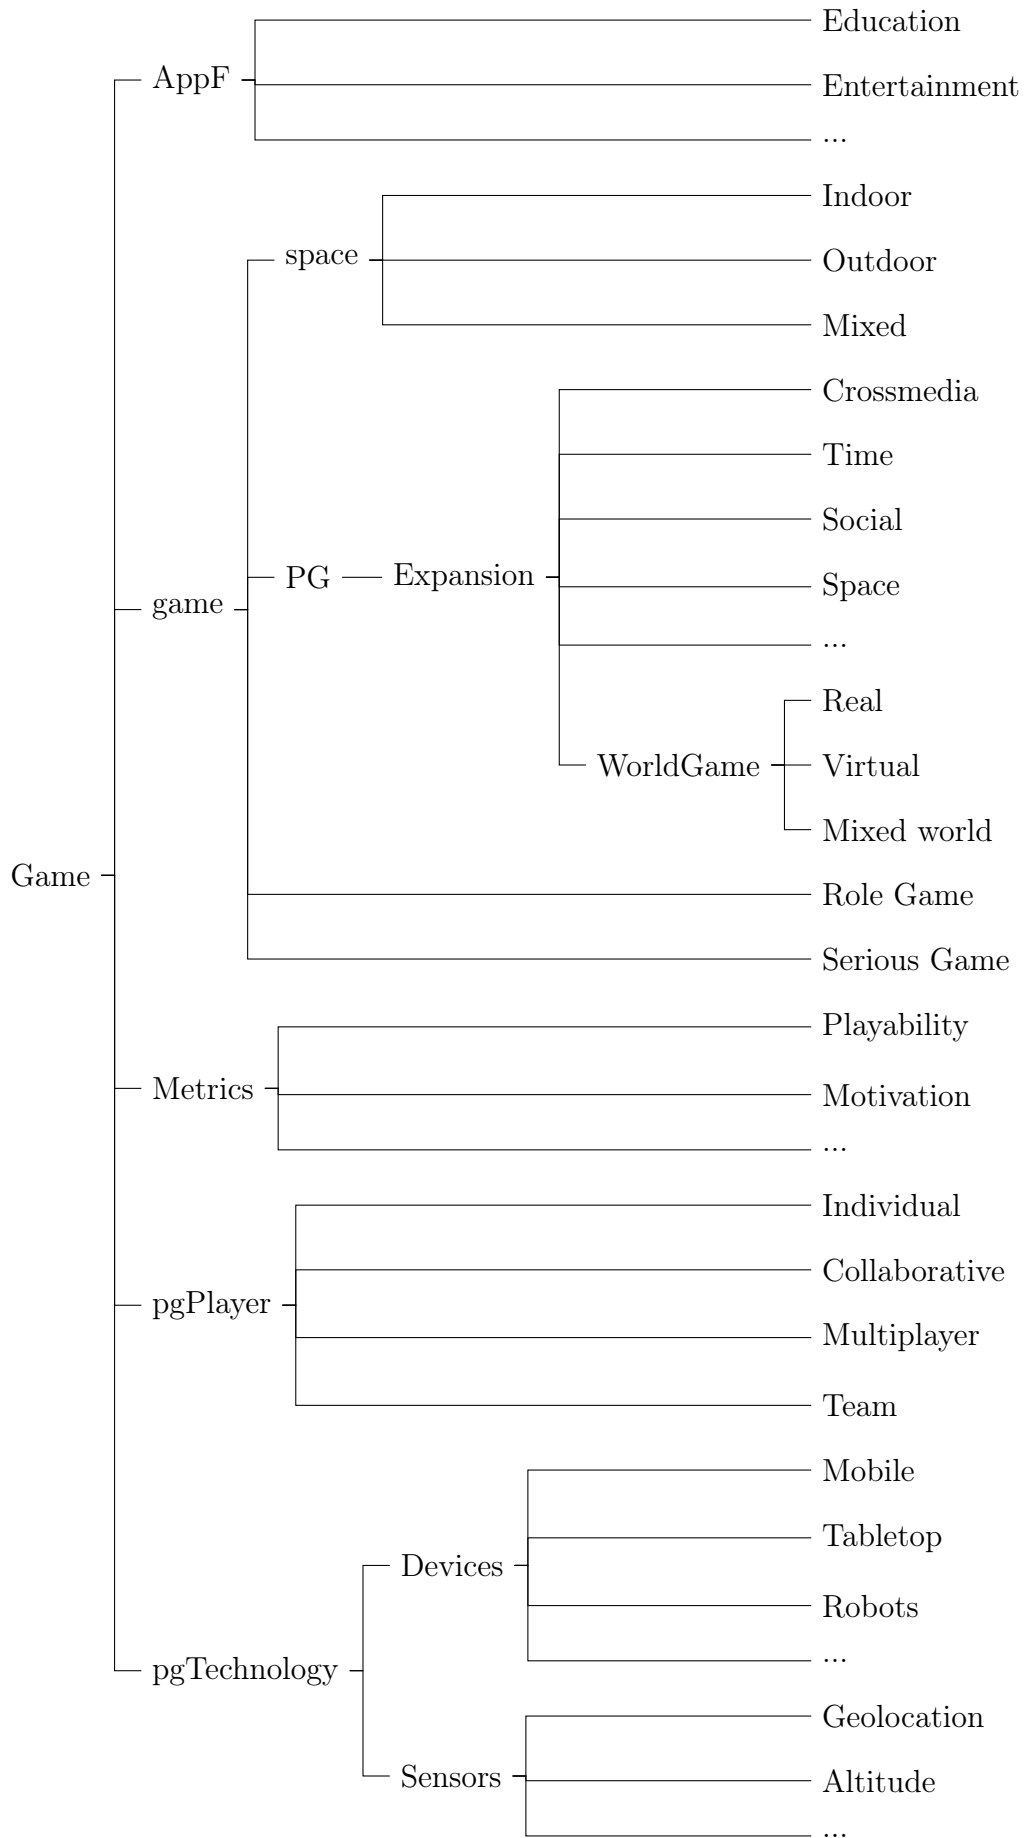 Education
AppF
Entertainment
...
Indoor
space
Outdoor
Mixed
Crossmedia
Time
Social
PG
Expansion
Space
game
...
Real
WorldGame
Virtual
Mixed world
Game
Role Game
Serious Game
Playability
Metrics
Motivation
...
Individual
Collaborative
pgPlayer
Multiplayer
Team
Mobile
Tabletop
Devices
Robots
...
pgTechnology
Geolocation
Sensors
Altitude
...